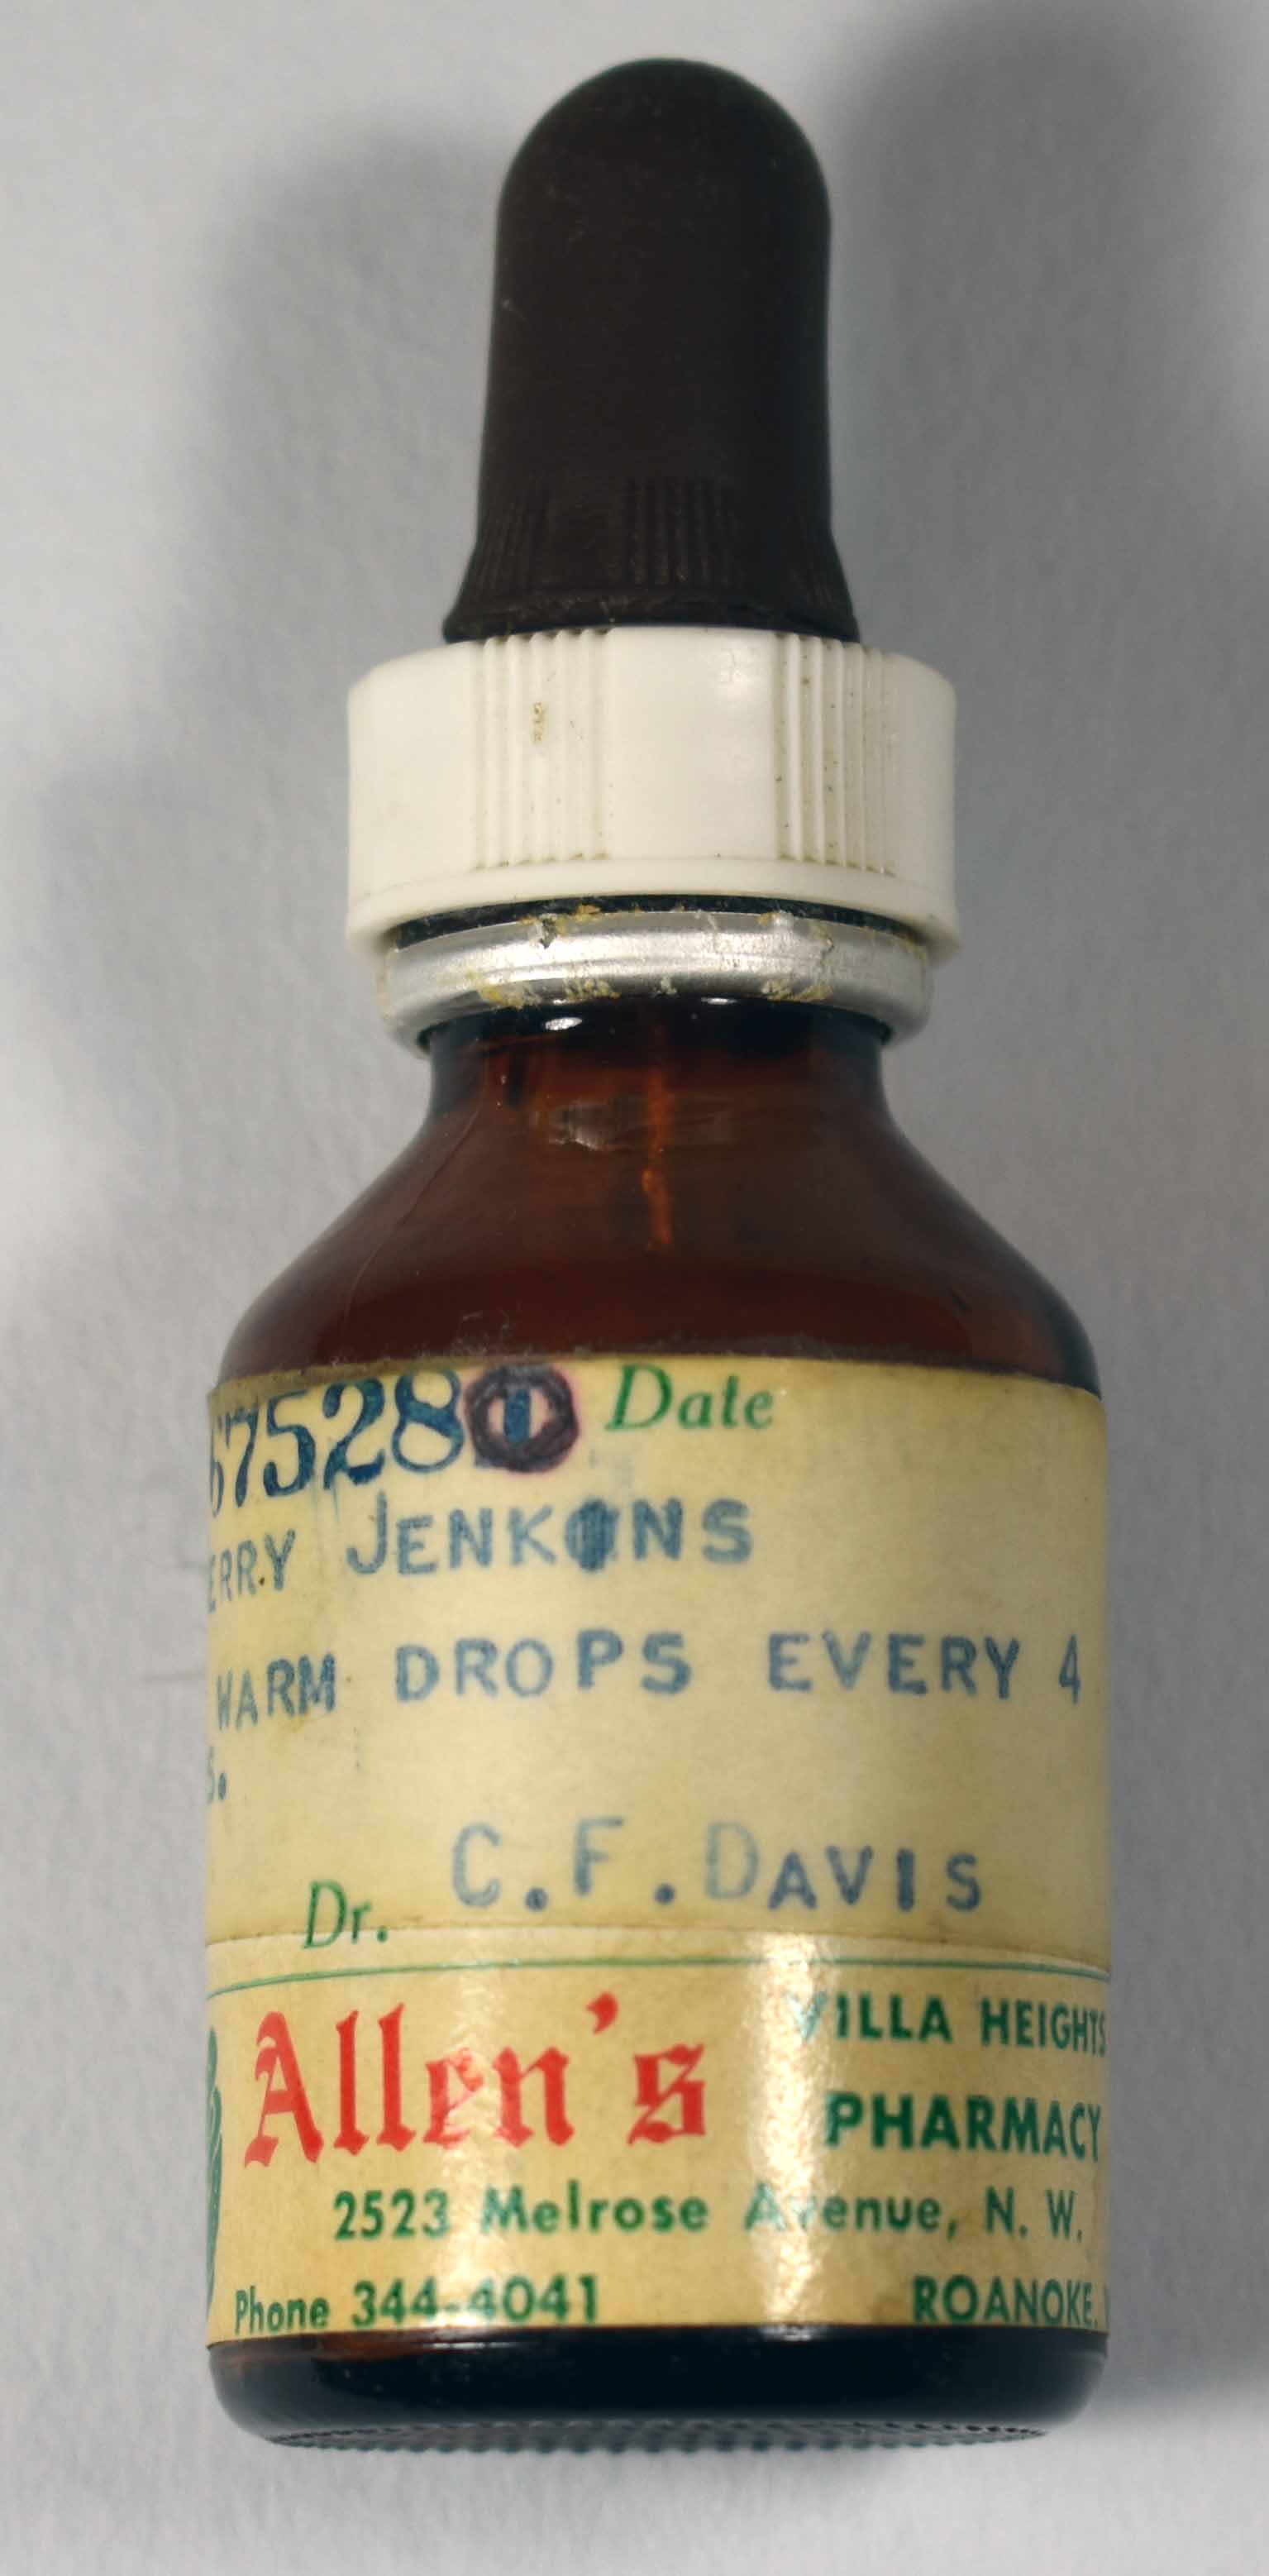 67528 Date
ERRY JENKINS
WARM DROPS EVERY 4
S.
Dr. C.F.DAVIS
Allen's VILLA HEIGHTS
PHARMACY
2523 Melrose Avenue, N. W.
Phone 344-4041 ROANOKE,